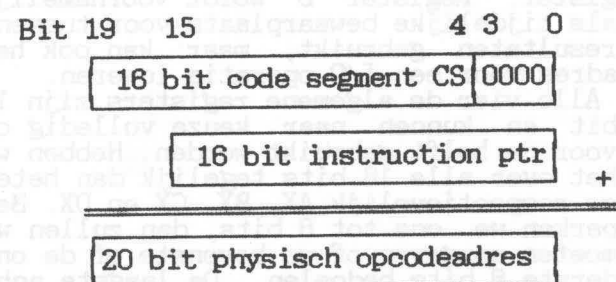 Bit 19 15 4 3 0
16 bit code segment CS 0000
16 bit instruction ptr
+
20 bit physisch opcodeadres